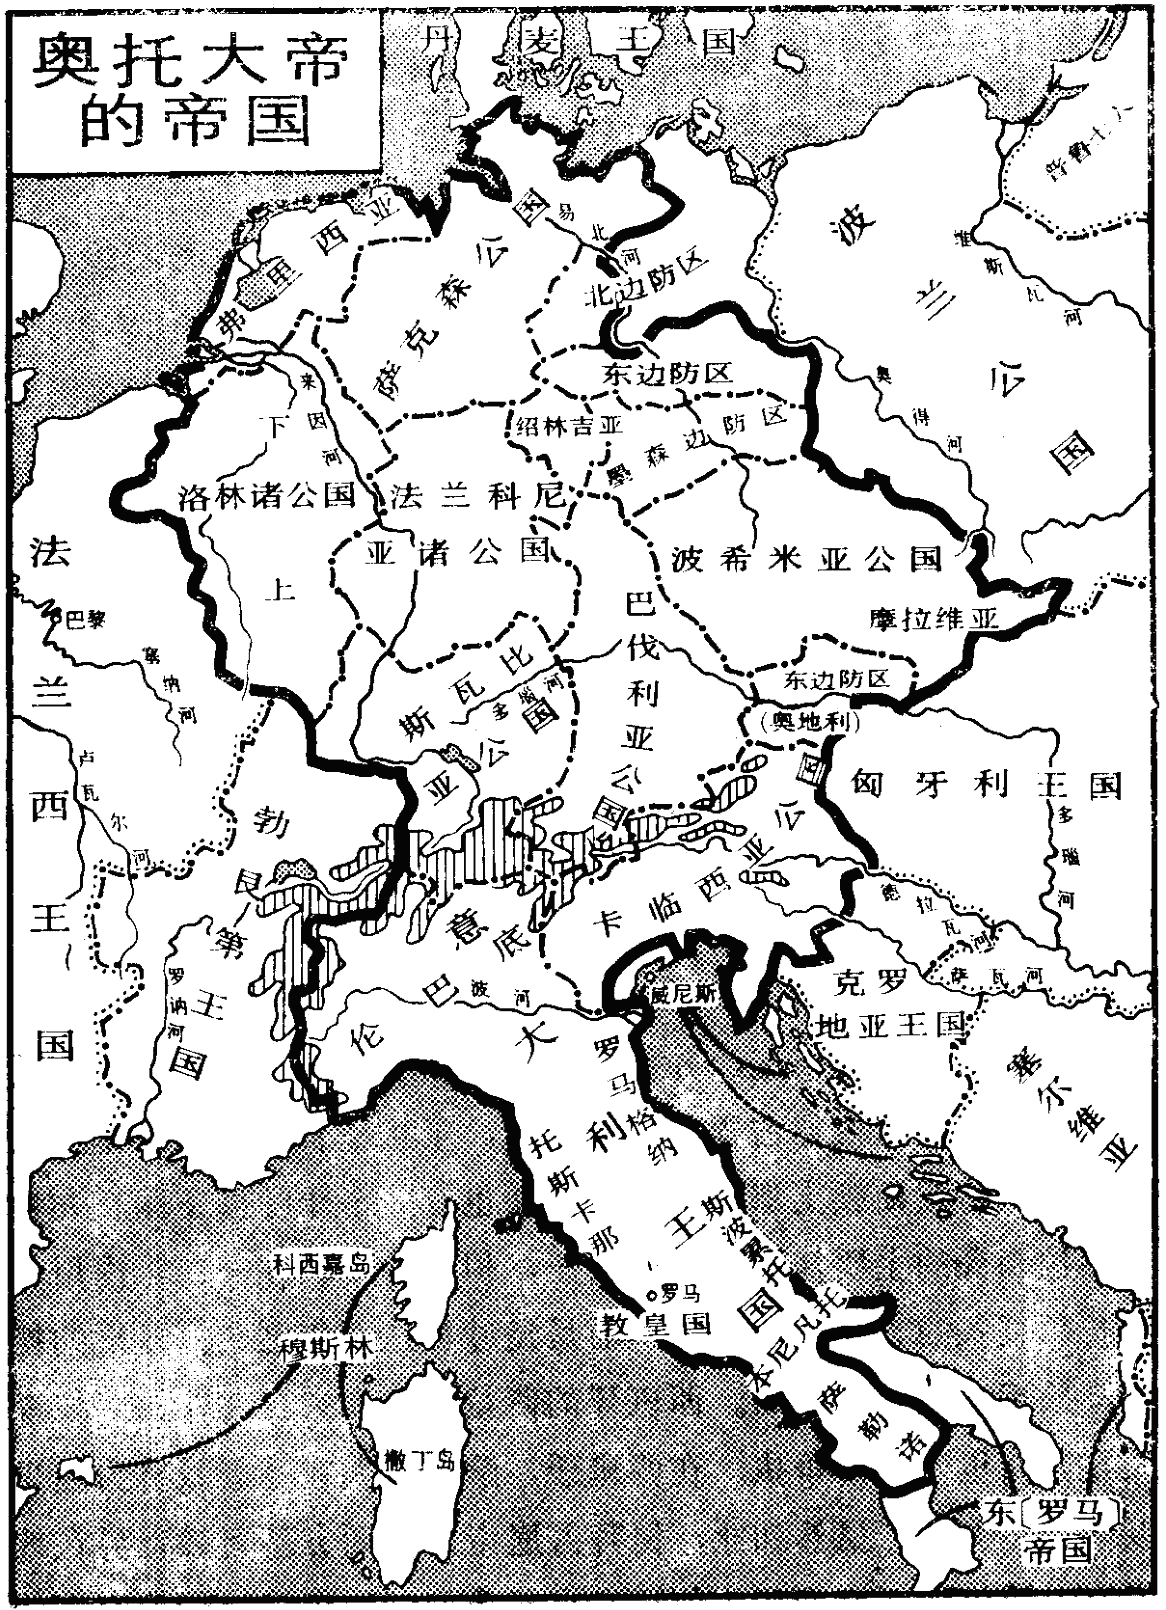 奥托大帝
的帝国
丹麦王国
普鲁士人
弗里西亚
萨克森公国
易北河
北边防区
东边防区
绍林吉亚
墨森边防区
波兰公国
维斯瓦河
奥得河
来因河
下
洛林诸公国
上
法兰科尼
亚诸公国
波希米亚公国
摩拉维亚
东边防区
(奥地利)
巴伐利亚公国
斯瓦比亚公国
多瑙河
法兰西王国
巴黎
塞纳河
卢瓦尔河
勃艮第王国
罗讷河
匈牙利王国
多瑙河
卡临西亚公国
德拉瓦河
萨瓦河
克罗
地亚王国
塞尔维亚
意大利王国
伦巴底
波河
威尼斯
罗马格纳
托斯卡那
斯波累托
罗马
教皇国
本尼凡托
萨勒诺
科西嘉岛
穆斯林
撒丁岛
东〔罗马〕
帝国